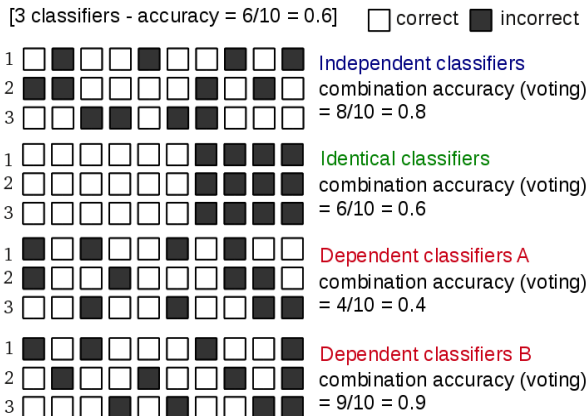 [3 classifiers - accuracy = 6/10 = 0.6] correct incorrect
1
2
3
Independent classifiers
combination accuracy (voting)
= 8/10 = 0.8
1
2
3
Identical classifiers
combination accuracy (voting)
= 6/10 = 0.6
1
2
3
Dependent classifiers A
combination accuracy (voting)
= 4/10 = 0.4
1
2
3
Dependent classifiers B
combination accuracy (voting)
= 9/10 = 0.9